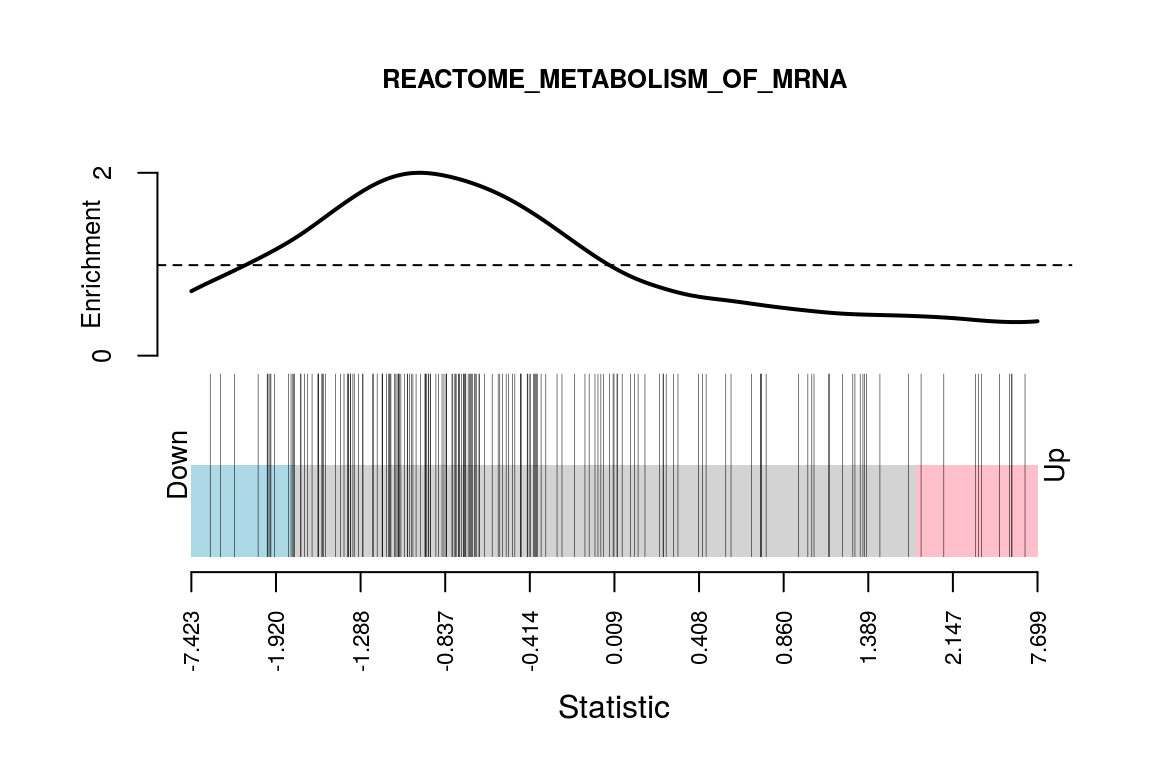 REACTOME_METABOLISM_OF_MRNA
Enrichment
2
0
Down
Up
-7.423
-1.920
-1.288
-0.837
-0.414
0.009
0.408
0.860
1.389
2.147
7.699
Statistic